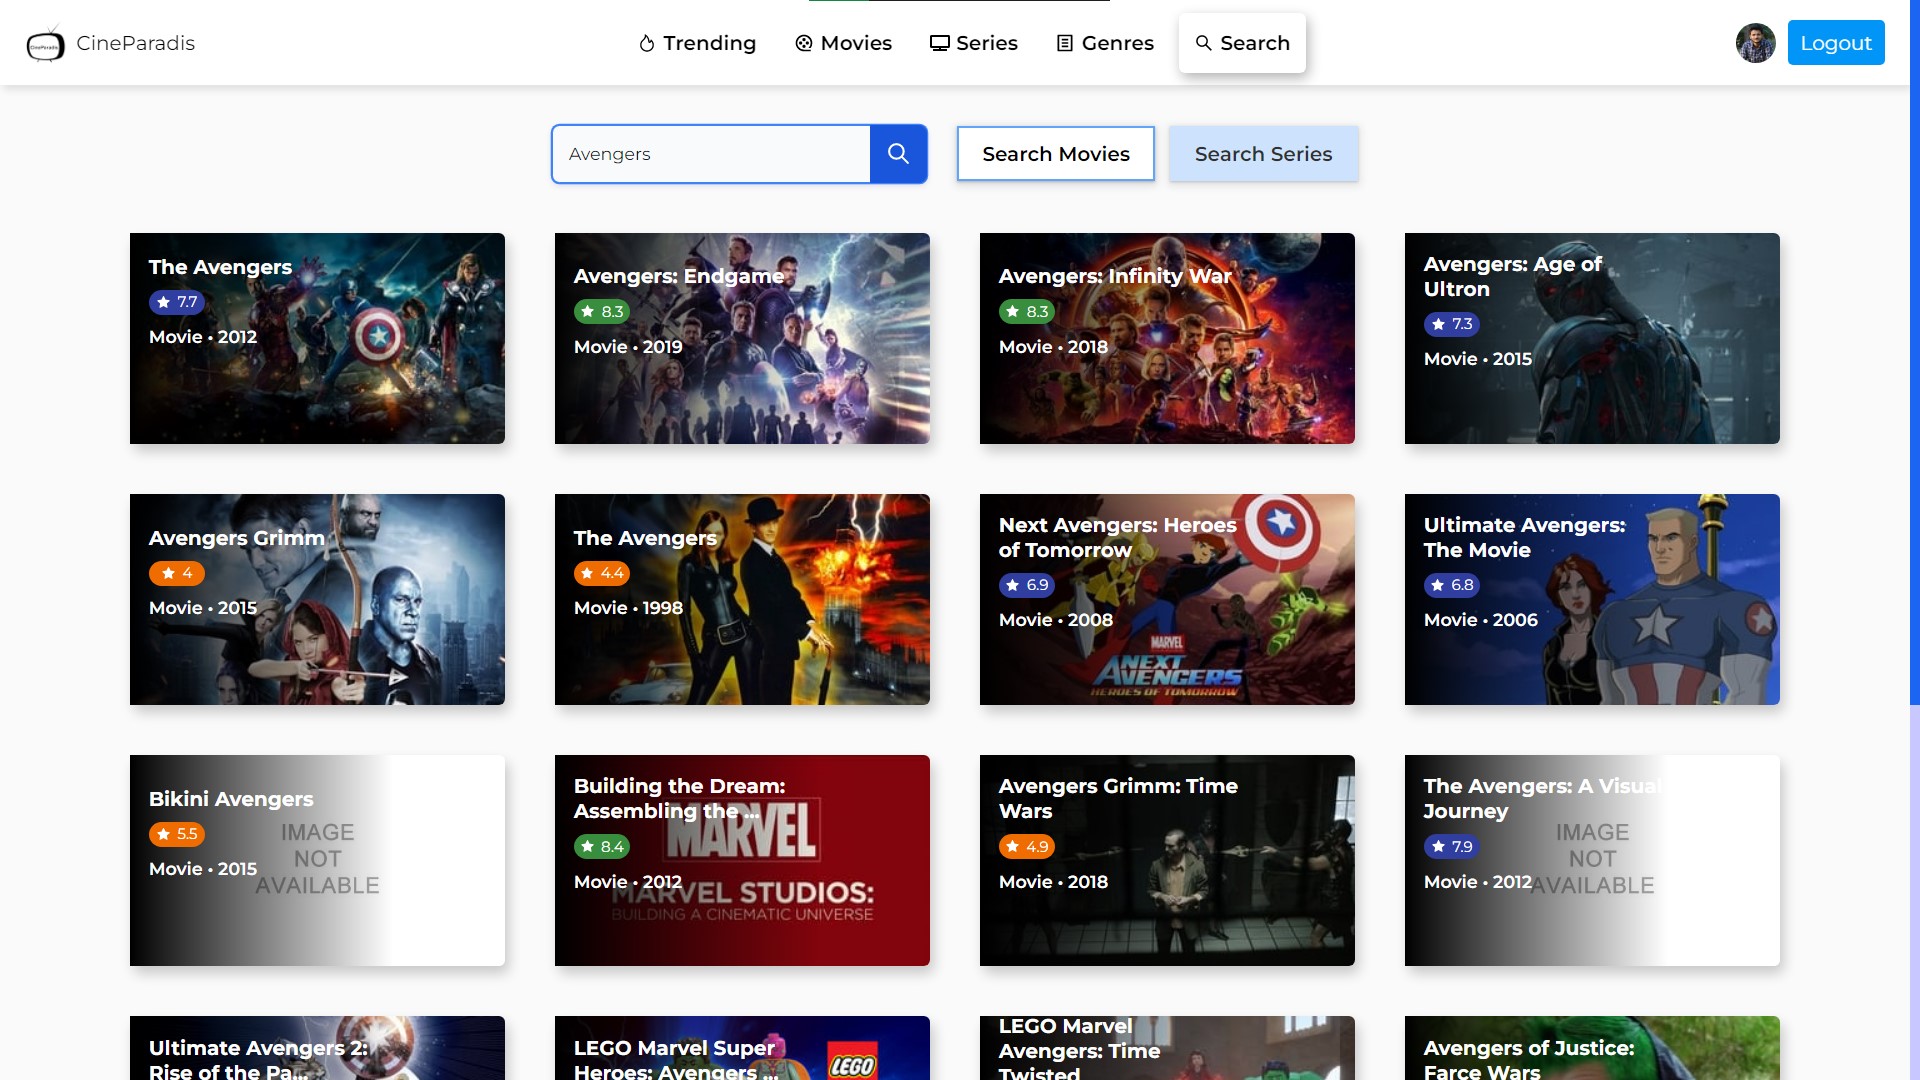 CineParadis
Trending
Movies
Series
Genres
Search
Logout
Avengers
Search Movies
Search Series
The Avengers
7.7
Movie • 2012
Avengers: Endgame
8.3
Movie • 2019
Avengers: Infinity War
8.3
Movie • 2018
Avengers: Age of
Ultron
7.3
Movie • 2015
Avengers Grimm
4
Movie • 2015
The Avengers
4.4
Movie • 1998
Next Avengers: Heroes
of Tomorrow
6.9
Movie • 2008
MARVEL
NEXT
AVENGERS
HEROES OF TOMORROW
Ultimate Avengers:
The Movie
6.8
Movie • 2006
Bikini Avengers
5.5
Movie • 2015
IMAGE
NOT
AVAILABLE
Building the Dream:
Assembling the ...
8.4
Movie • 2012
MARVEL
MARVEL STUDIOS:
BUILDING A CINEMATIC UNIVERSE
Avengers Grimm: Time
Wars
4.9
Movie • 2018
The Avengers: A Visual
Journey
7.9
Movie • 2012
IMAGE
NOT
AVAILABLE
Ultimate Avengers 2:
Rise of the Pa...
LEGO Marvel Super
Heroes: Avengers ...
LEGO
LEGO Marvel
Avengers: Time
Twisted
Avengers of Justice:
Farce Wars